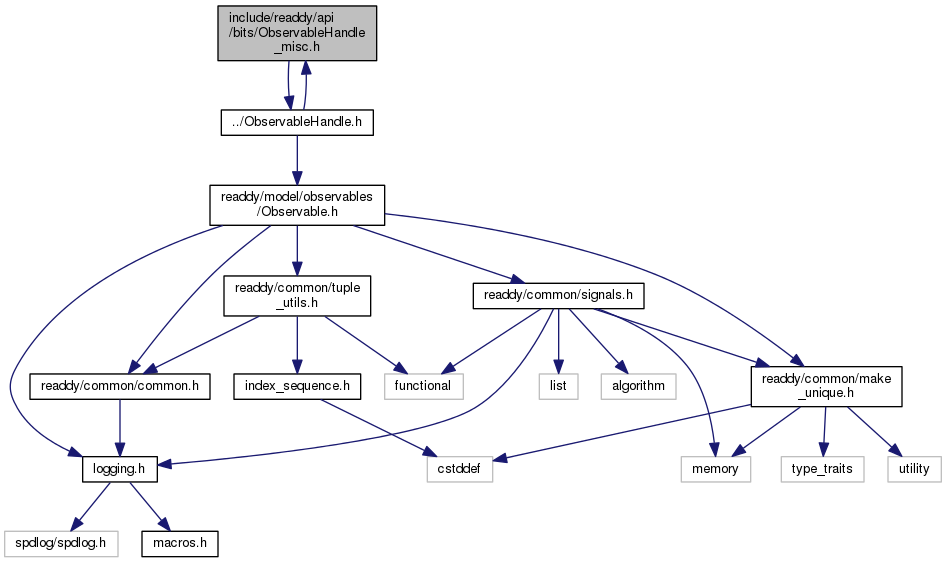 include/readdy/api
/bits/ObservableHandle
_misc.h
../ObservableHandle.h
readdy/model/observables
/Observable.h
readdy/common/tuple
_utils.h
readdy/common/signals.h
readdy/common/common.h
index_sequence.h
functional
list
algorithm
readdy/common/make
_unique.h
logging.h
cstddef
memory
type_traits
utility
spdlog/spdlog.h
macros.h